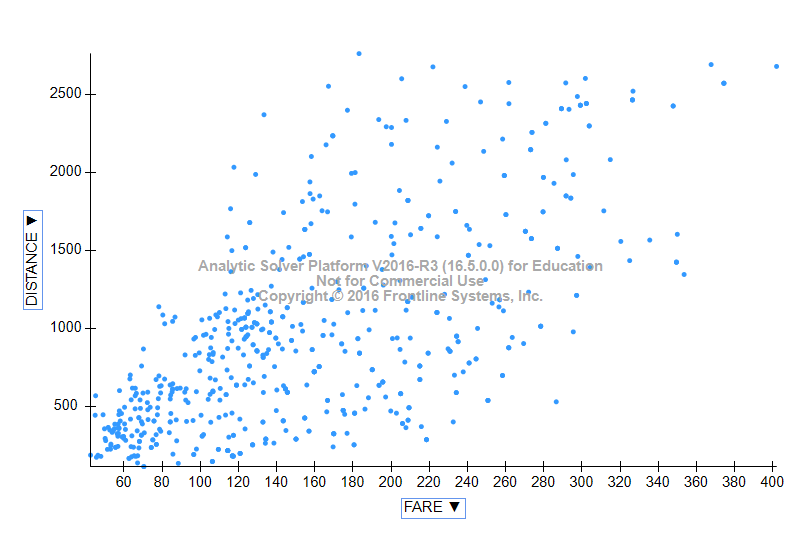 2500
2000
1500
1000
500
DISTANCE ▼
Analytic Solver Platform V2016-R3 (16.5.0.0) for Education
Not for Commercial Use
Copyright © 2016 Frontline Systems, Inc.
60 80 100 120 140 160 180 200 220 240 260 280 300 320 340 360 380 400
FARE ▼